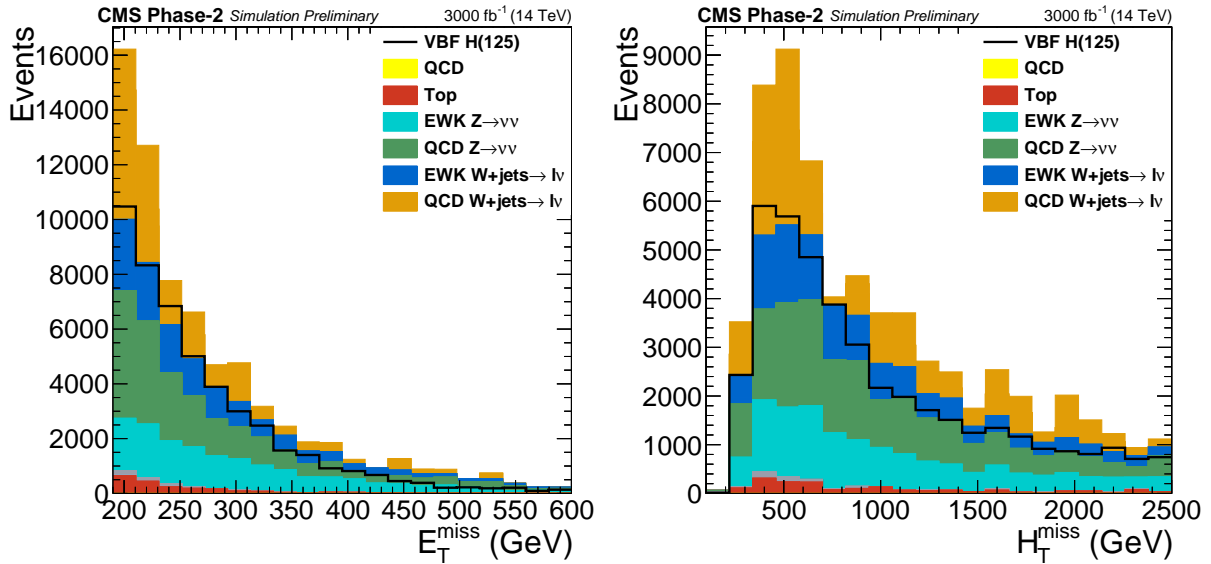 CMS Phase-2 Simulation Preliminary 3000 fb⁻¹ (14 TeV)
Events
16000
14000
12000
10000
8000
6000
4000
2000
0
VBF H(125)
QCD
Top
EWK Z→νν
QCD Z→νν
EWK W+jets→ lν
QCD W+jets→ lν
200 250 300 350 400 450 500 550 600
E_T^miss (GeV)
CMS Phase-2 Simulation Preliminary 3000 fb⁻¹ (14 TeV)
Events
9000
8000
7000
6000
5000
4000
3000
2000
1000
0
VBF H(125)
QCD
Top
EWK Z→νν
QCD Z→νν
EWK W+jets→ lν
QCD W+jets→ lν
500 1000 1500 2000 2500
H_T^miss (GeV)